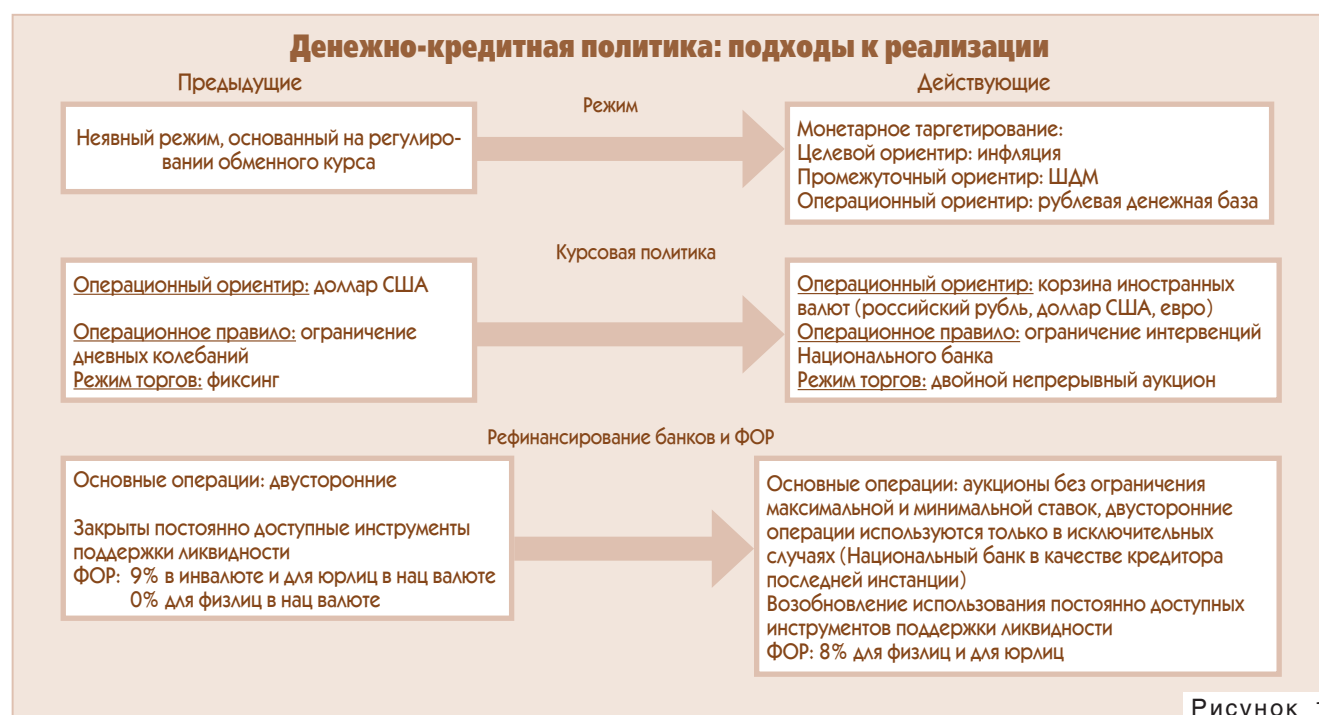 Денежно-кредитная политика: подходы к реализации
Предыдущие
Действующие
Режим
Неявный режим, основанный на регулиро-
вании обменного курса
Монетарное таргетирование:
Целевой ориентир: инфляция
Промежуточный ориентир: ШДМ
Операционный ориентир: рублевая денежная база
Курсовая политика
Операционный ориентир: доллар США
Операционное правило: ограничение
дневных колебаний
Режим торгов: фиксинг
Операционный ориентир: корзина иностранных
валют (российский рубль, доллар США, евро)
Операционное правило: ограничение интервенций
Национального банка
Режим торгов: двойной непрерывный аукцион
Рефинансирование банков и ФОР
Основные операции: двусторонние
Закрыты постоянно доступные инструменты
поддержки ликвидности
ФОР: 9% в инвалюте и для юрлиц в нац валюте
0% для физлиц в нац валюте
Основные операции: аукционы без ограничения
максимальной и минимальной ставок, двусторонние
операции используются только в исключительных
случаях (Национальный банк в качестве кредитора
последней инстанции)
Возобновление использования постоянно доступных
инструментов поддержки ликвидности
ФОР: 8% для физлиц и для юрлиц
Рисунок